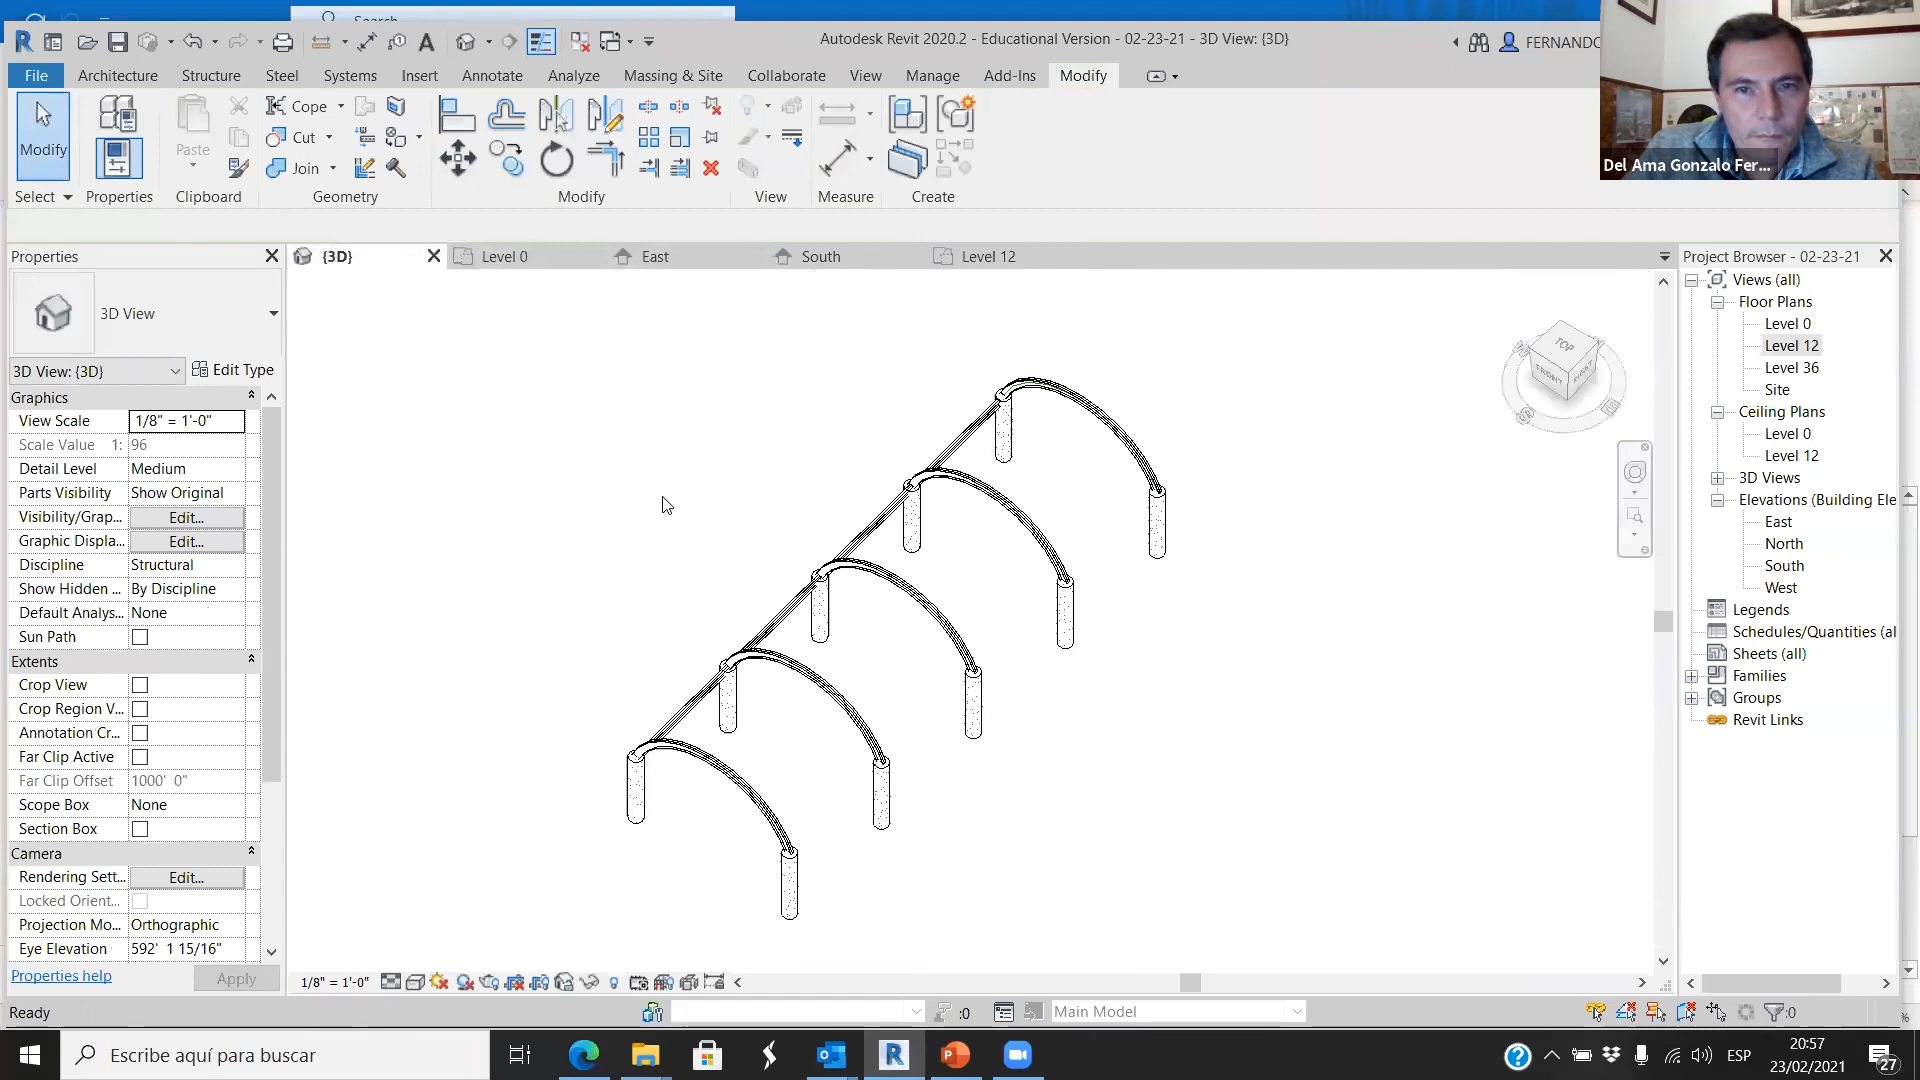 Search
Autodesk Revit 2020.2 - Educational Version - 02-23-21 - 3D View: {3D}
FERNANDO
File Architecture Structure Steel Systems Insert Annotate Analyze Massing & Site Collaborate View Manage Add-Ins Modify
Modify
Paste
Cope
Cut
Join
Select Properties Clipboard Geometry Modify View Measure Create
Del Ama Gonzalo Fer...
Properties
{3D} Level 0 East South Level 12
3D View
3D View: {3D} Edit Type
Graphics
View Scale 1/8" = 1'-0"
Scale Value 1: 96
Detail Level Medium
Parts Visibility Show Original
Visibility/Grap... Edit...
Graphic Displa... Edit...
Discipline Structural
Show Hidden ... By Discipline
Default Analys... None
Sun Path
Extents
Crop View
Crop Region V...
Annotation Cr...
Far Clip Active
Far Clip Offset 1000' 0"
Scope Box None
Section Box
Camera
Rendering Sett... Edit...
Locked Orient...
Projection Mo... Orthographic
Eye Elevation 592' 1 15/16"
Properties help Apply
TOP
FRONT
RIGHT
Project Browser - 02-23-21
Views (all)
Floor Plans
Level 0
Level 12
Level 36
Site
Ceiling Plans
Level 0
Level 12
3D Views
Elevations (Building Ele
East
North
South
West
Legends
Schedules/Quantities (al
Sheets (all)
Families
Groups
Revit Links
1/8" = 1'-0"
Ready
:0
Main Model
:0
Escribe aquí para buscar
ESP
20:57
23/02/2021
27